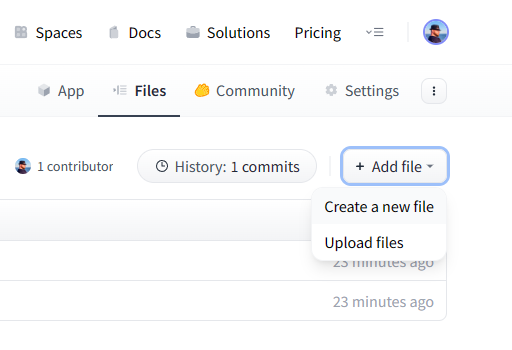 Spaces Docs Solutions Pricing
App Files Community Settings
1 contributor History: 1 commits + Add file
Create a new file
Upload files
23 minutes ago
23 minutes ago